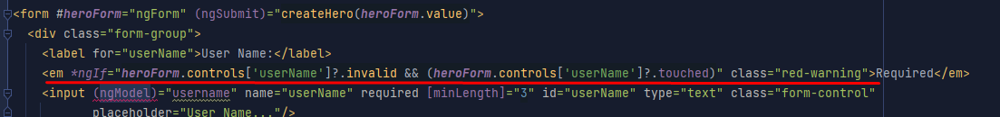 <form #heroForm="ngForm" (ngSubmit)="createHero(heroForm.value)">
<div class="form-group">
<label for="userName">User Name:</label>
<em *ngIf="heroForm.controls['userName']?.invalid && (heroForm.controls['userName']?.touched)" class="red-warning">Required</em>
<input (ngModel)="username" name="userName" required [minLength]="3" id="userName" type="text" class="form-control"
placeholder="User Name..."/>